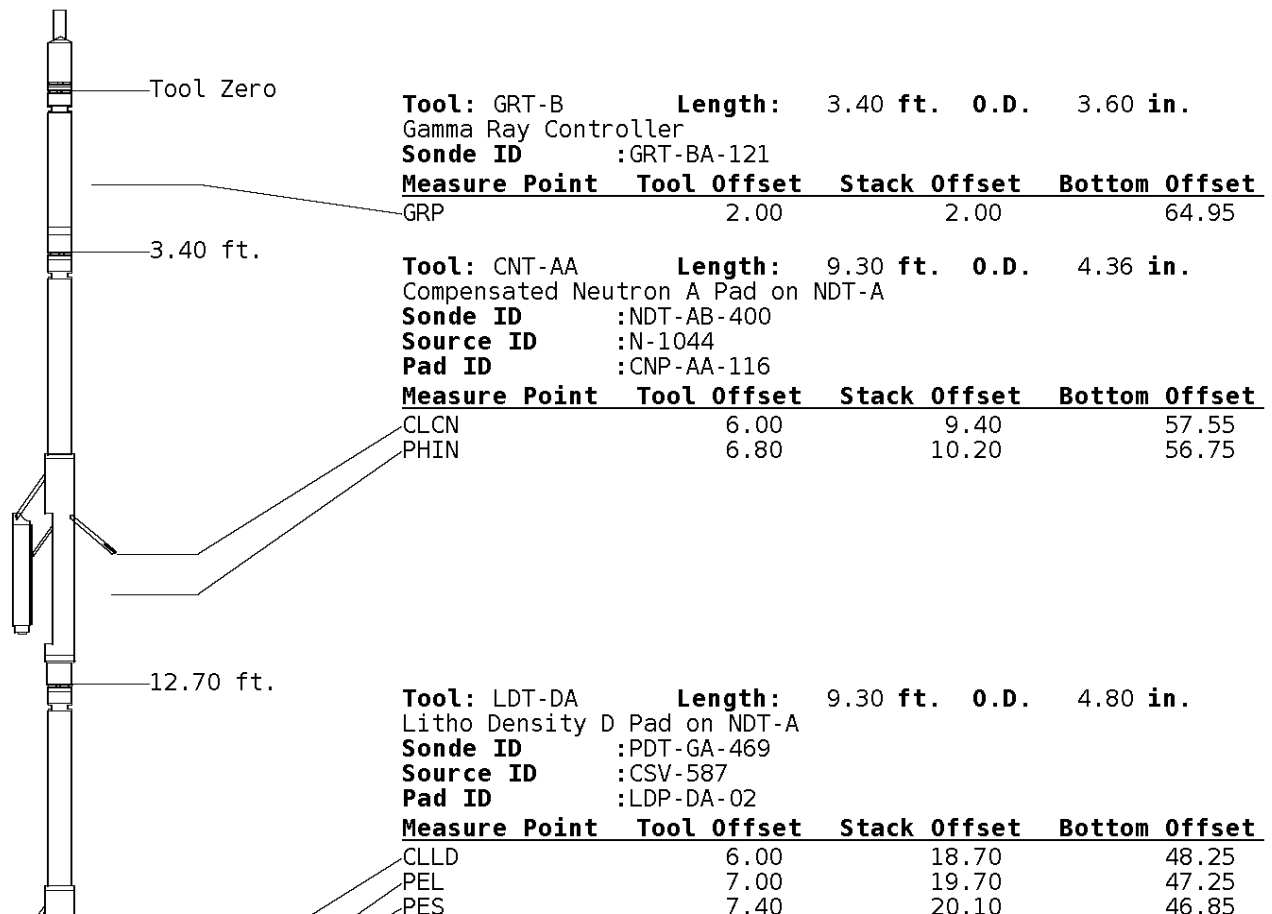 Tool Zero
Tool: GRT-B Length: 3.40 ft. O.D. 3.60 in.
Gamma Ray Controller
Sonde ID :GRT-BA-121
Measure Point Tool Offset Stack Offset Bottom Offset
GRP 2.00 2.00 64.95
3.40 ft.
Tool: CNT-AA Length: 9.30 ft. O.D. 4.36 in.
Compensated Neutron A Pad on NDT-A
Sonde ID :NDT-AB-400
Source ID :N-1044
Pad ID :CNP-AA-116
Measure Point Tool Offset Stack Offset Bottom Offset
CLCN 6.00 9.40 57.55
PHIN 6.80 10.20 56.75
12.70 ft.
Tool: LDT-DA Length: 9.30 ft. O.D. 4.80 in.
Litho Density D Pad on NDT-A
Sonde ID :PDT-GA-469
Source ID :CSV-587
Pad ID :LDP-DA-02
Measure Point Tool Offset Stack Offset Bottom Offset
CLLD 6.00 18.70 48.25
PEL 7.00 19.70 47.25
PES 7.40 20.10 46.85